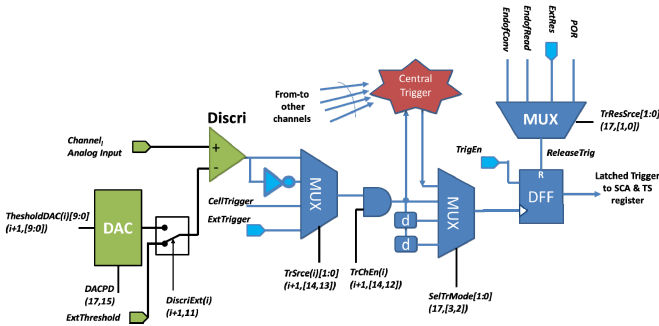 EndofConv
EndofRead
ExtRes
POR
Central
Trigger
From-to
other
channels
Discri
MUX
TrResSrce[1:0]
(17,[1,0])
Channeli
Analog Input
+
-
TrigEn
ReleaseTrig
R
DFF
Latched Trigger
to SCA & TS
register
MUX
CellTrigger
ExtTrigger
MUX
d
d
ThesholdDAC(i)[9:0]
(i+1,[9:0])
DAC
TrSrce(i)[1:0]
(i+1,[14,13])
TrChEn(i)
(i+1,[14,12])
SelTrMode[1:0]
(17,[3,2])
DACPD
(17,15)
DiscriExt(i)
(i+1,11)
ExtThreshold